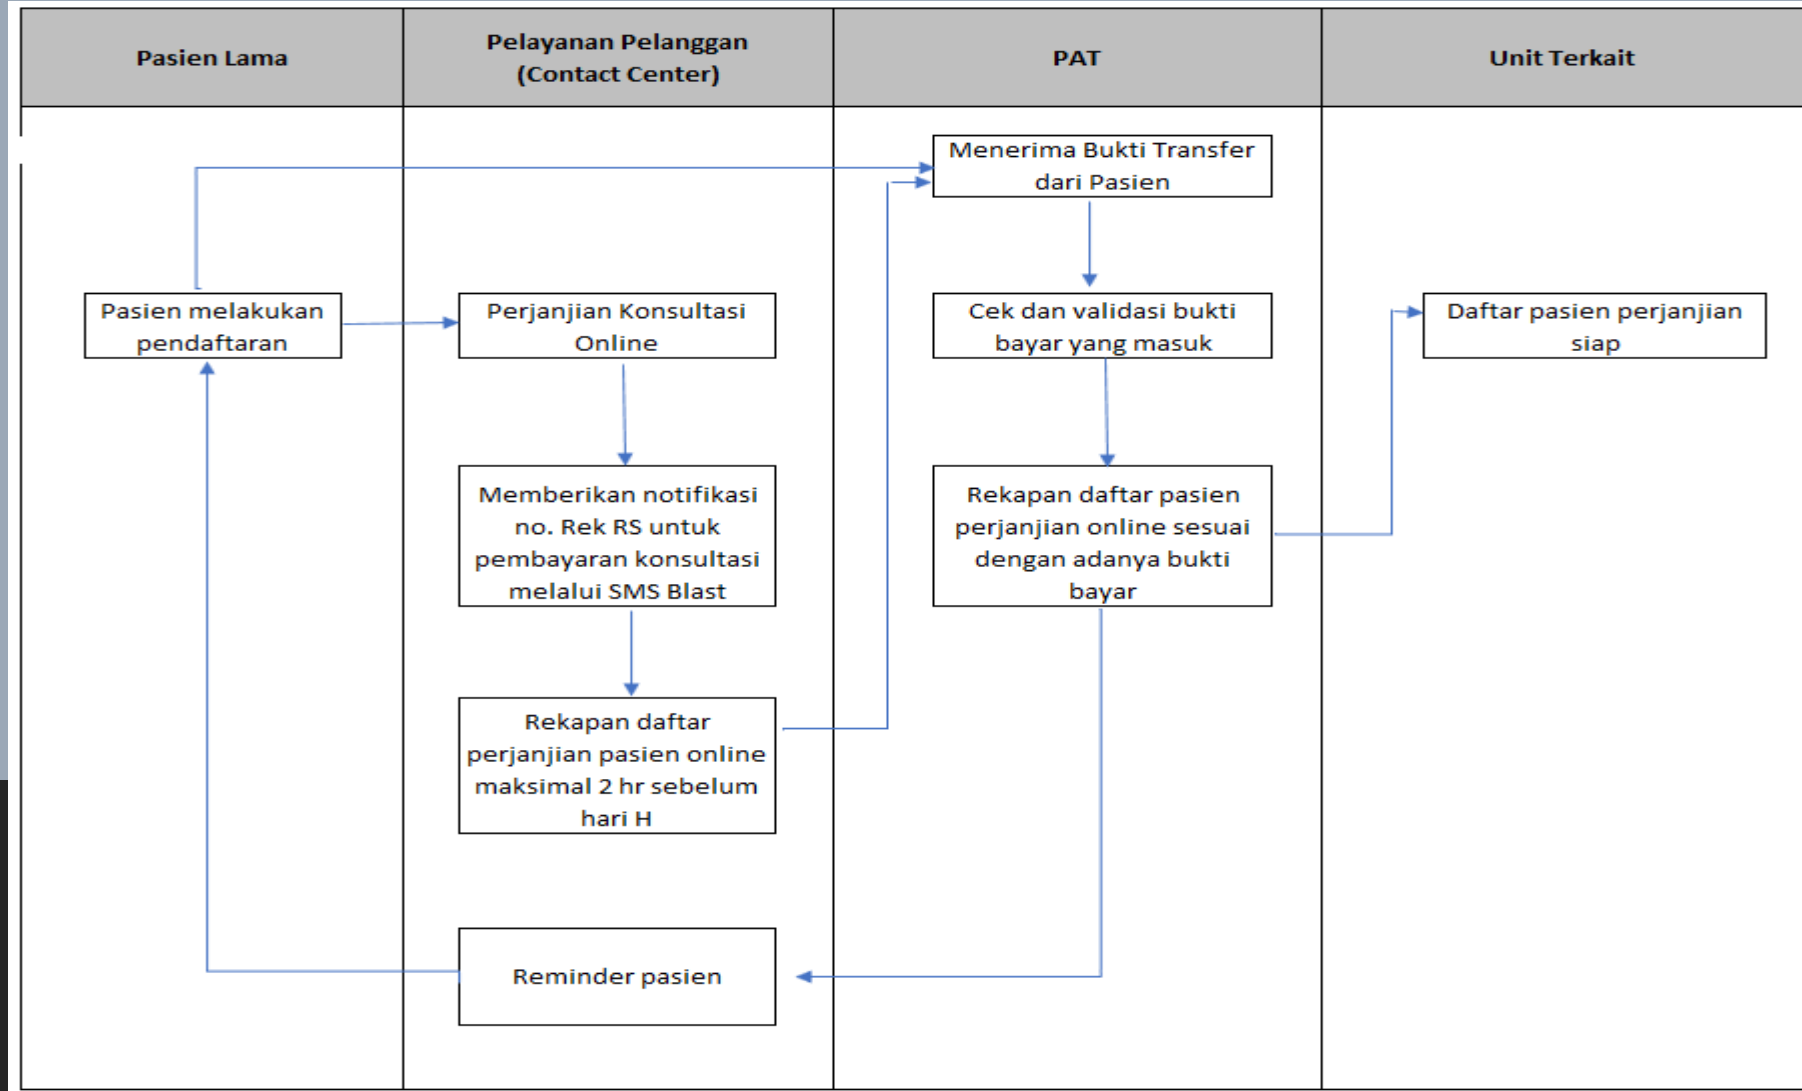 Pasien Lama
Pelayanan Pelanggan
(Contact Center)
PAT
Unit Terkait
Menerima Bukti Transfer
dari Pasien
Pasien melakukan
pendaftaran
Perjanjian Konsultasi
Online
Cek dan validasi bukti
bayar yang masuk
Daftar pasien perjanjian
siap
Memberikan notifikasi
no. Rek RS untuk
pembayaran konsultasi
melalui SMS Blast
Rekapan daftar pasien
perjanjian online sesuai
dengan adanya bukti
bayar
Rekapan daftar
perjanjian pasien online
maksimal 2 hr sebelum
hari H
Reminder pasien